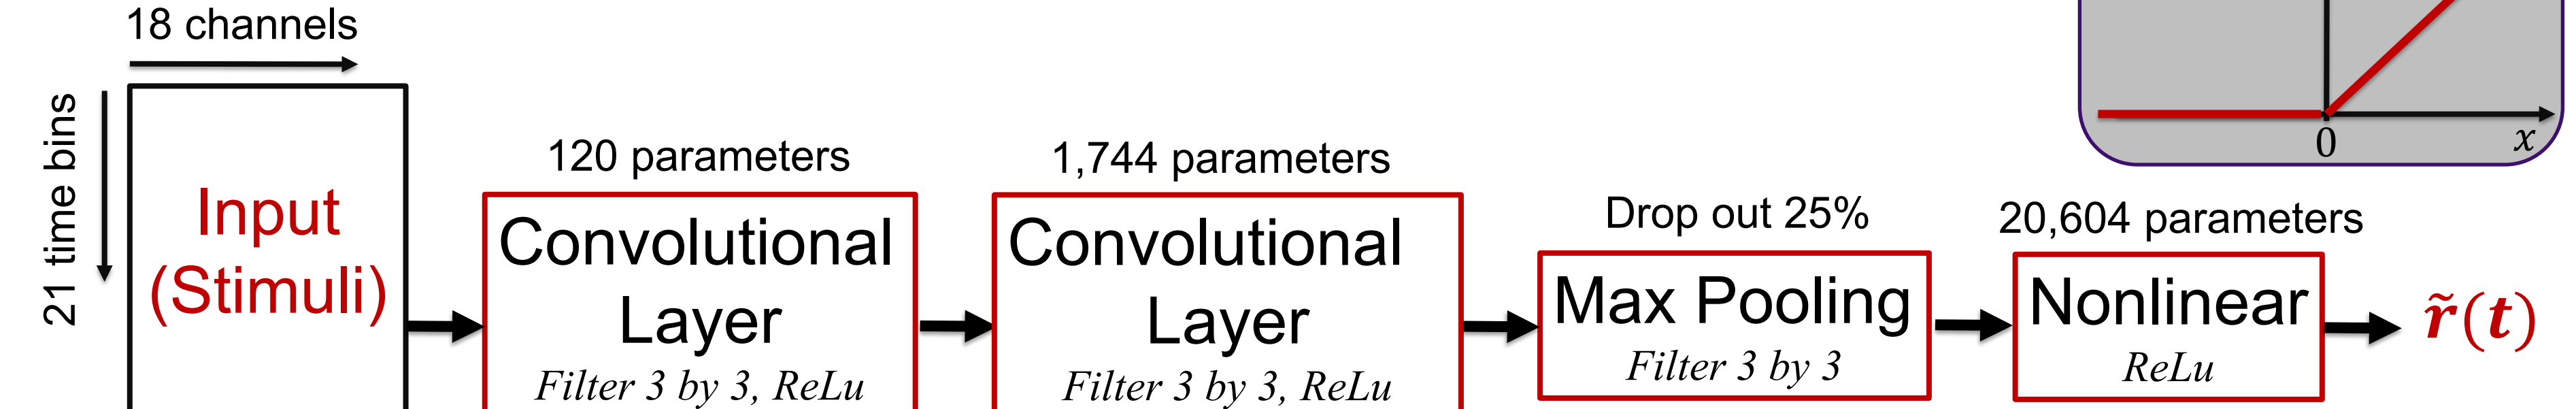 18 channels
21 time bins
Input
(Stimuli)
120 parameters
Convolutional
Layer
Filter 3 by 3, ReLu
1,744 parameters
Convolutional
Layer
Filter 3 by 3, ReLu
Drop out 25%
Max Pooling
Filter 3 by 3
20,604 parameters
Nonlinear
ReLu
r̃(t)
0
x